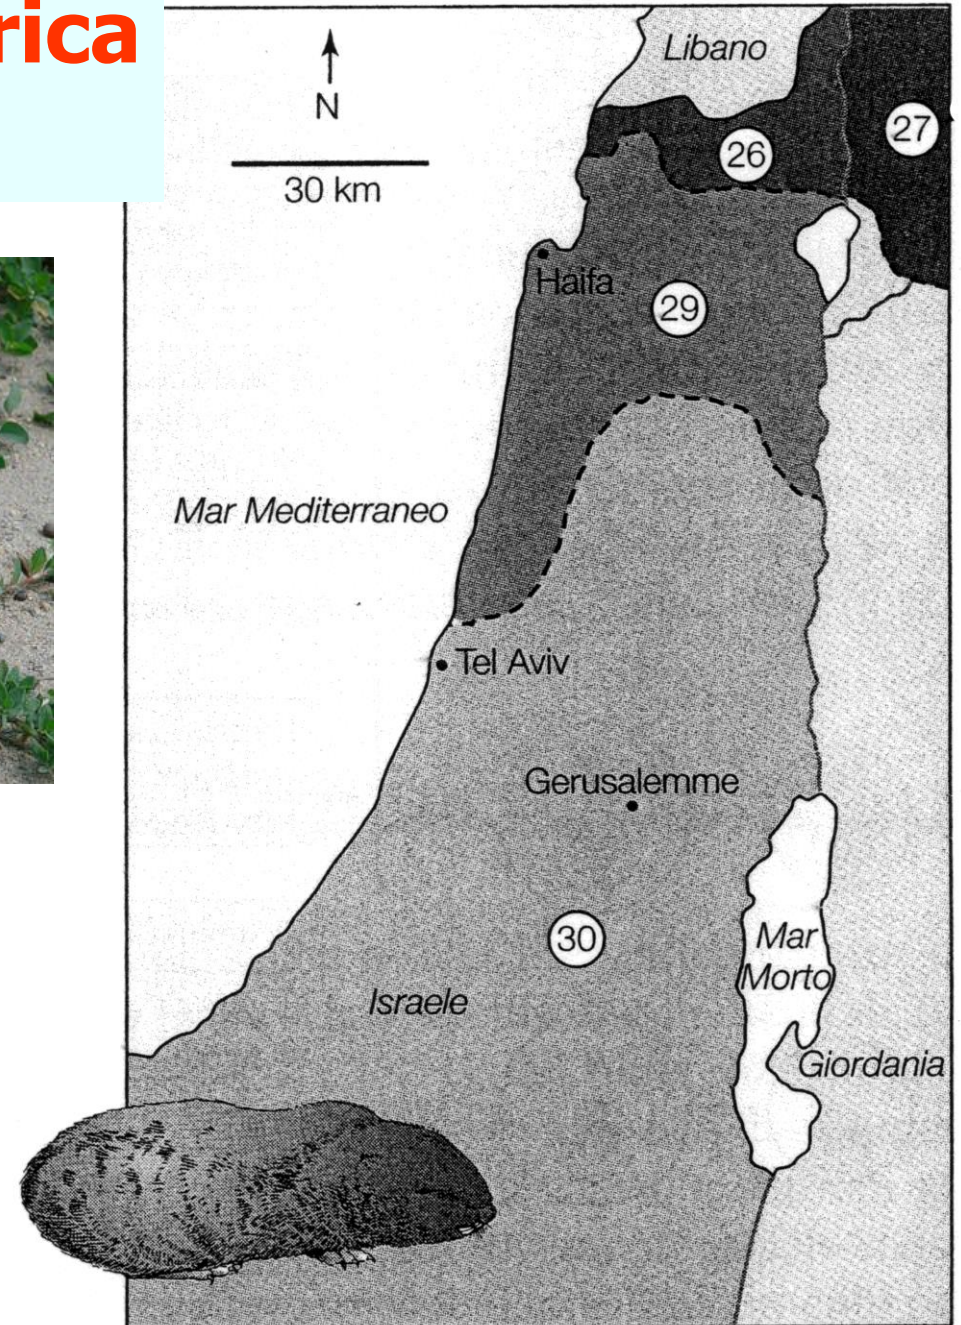 rica
Libano
N
30 km
26
27
Haifa
29
Mar Mediterraneo
Tel Aviv
Gerusalemme
30
Mar
Morto
Israele
Giordania